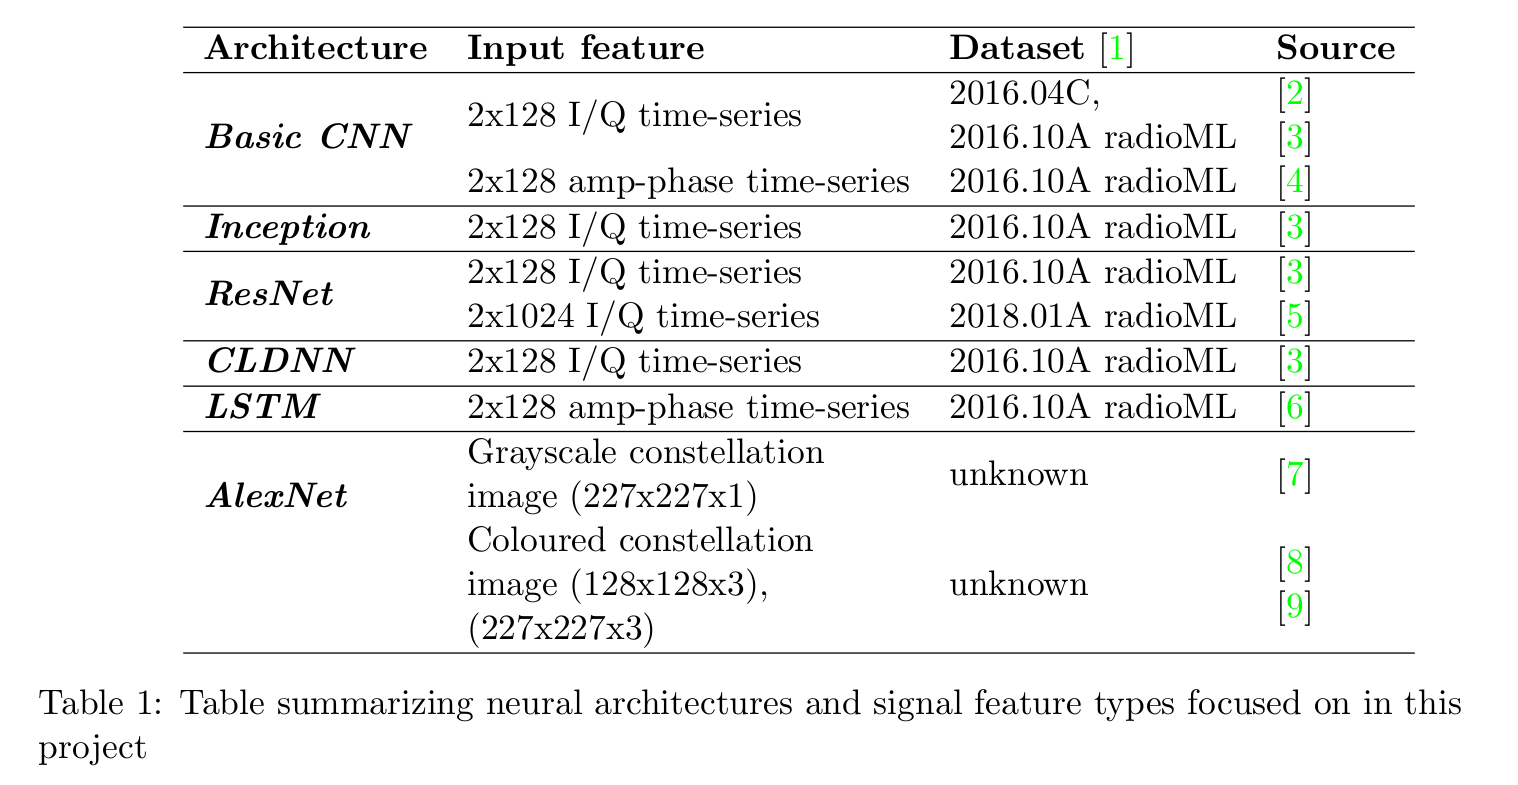 Architecture Input feature Dataset [1] Source
2016.04C, [2]
2x128 I/Q time-series
Basic CNN 2016.10A radioML [3]
2x128 amp-phase time-series 2016.10A radioML [4]
Inception 2x128 I/Q time-series 2016.10A radioML [3]
2x128 I/Q time-series 2016.10A radioML [3]
ResNet
2x1024 I/Q time-series 2018.01A radioML [5]
CLDNN 2x128 I/Q time-series 2016.10A radioML [3]
LSTM 2x128 amp-phase time-series 2016.10A radioML [6]
Grayscale constellation
unknown [7]
AlexNet image (227x227x1)
Coloured constellation
[8]
image (128x128x3), unknown
[9]
(227x227x3)
Table 1: Table summarizing neural architectures and signal feature types focused on in this
project